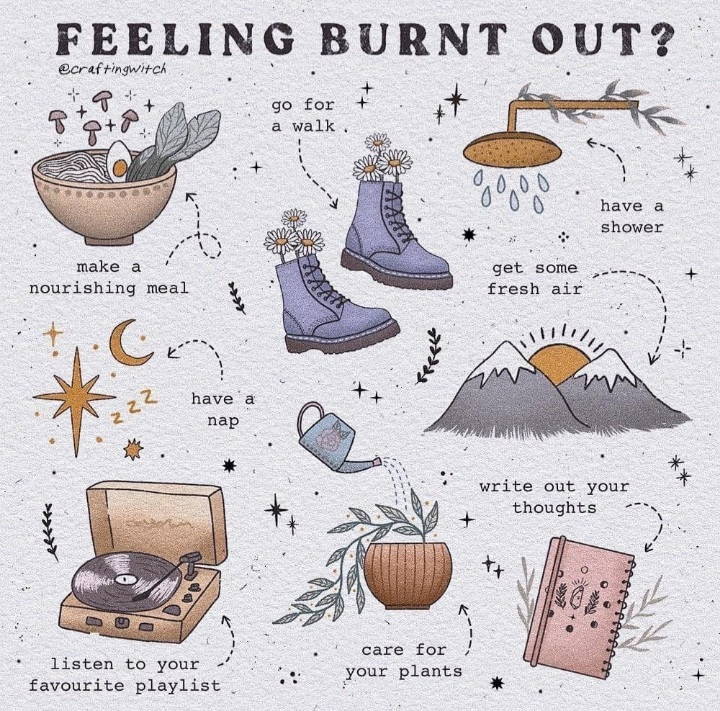 FEELING BURNT OUT?
@craftingwitch
go for
a walk
have a
shower
make a
nourishing meal
get some
fresh air
have a
nap
z z z
write out your
thoughts
listen to your
favourite playlist
care for
your plants